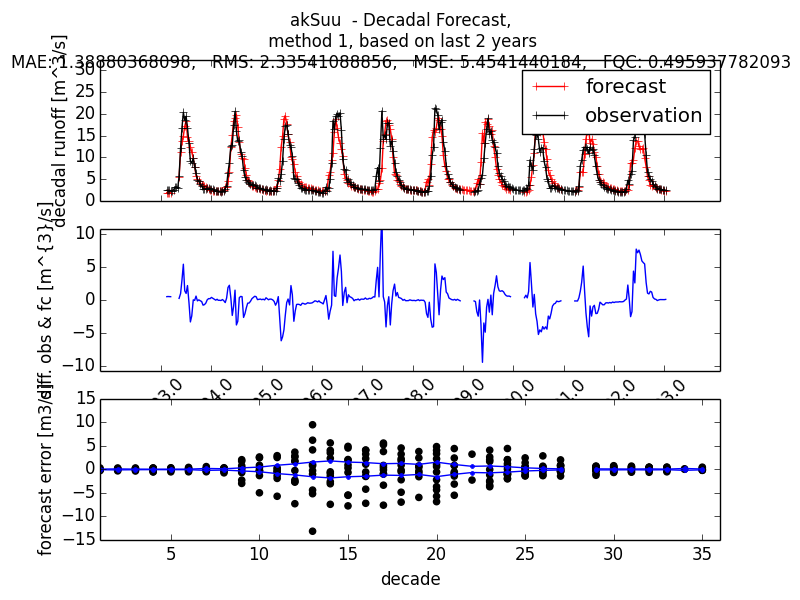 akSuu - Decadal Forecast,
method 1, based on last 2 years
MAE: 1.38880368098, RMS: 2.33541088856, MSE: 5.4541440184, FQC: 0.495937782093
decadal runoff [m^3/s]
30
25
20
15
10
5
0
forecast
observation
diff. obs & fc [m^{3}/s]
10
5
0
−5
−10
forecast error [m3/d]
15
10
5
0
−5
−10
−15
5 10 15 20 25 30 35
decade